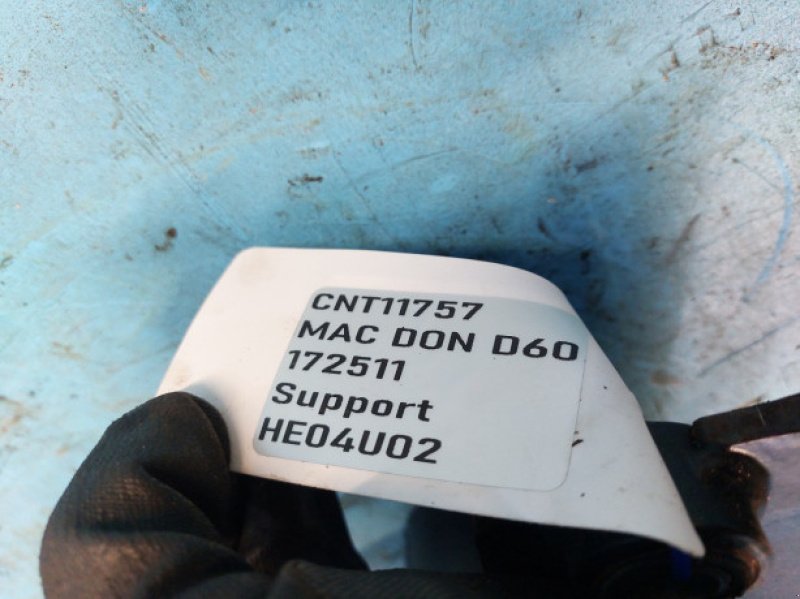 CNT11757
MAC DON D60
172511
Support
HE04U02